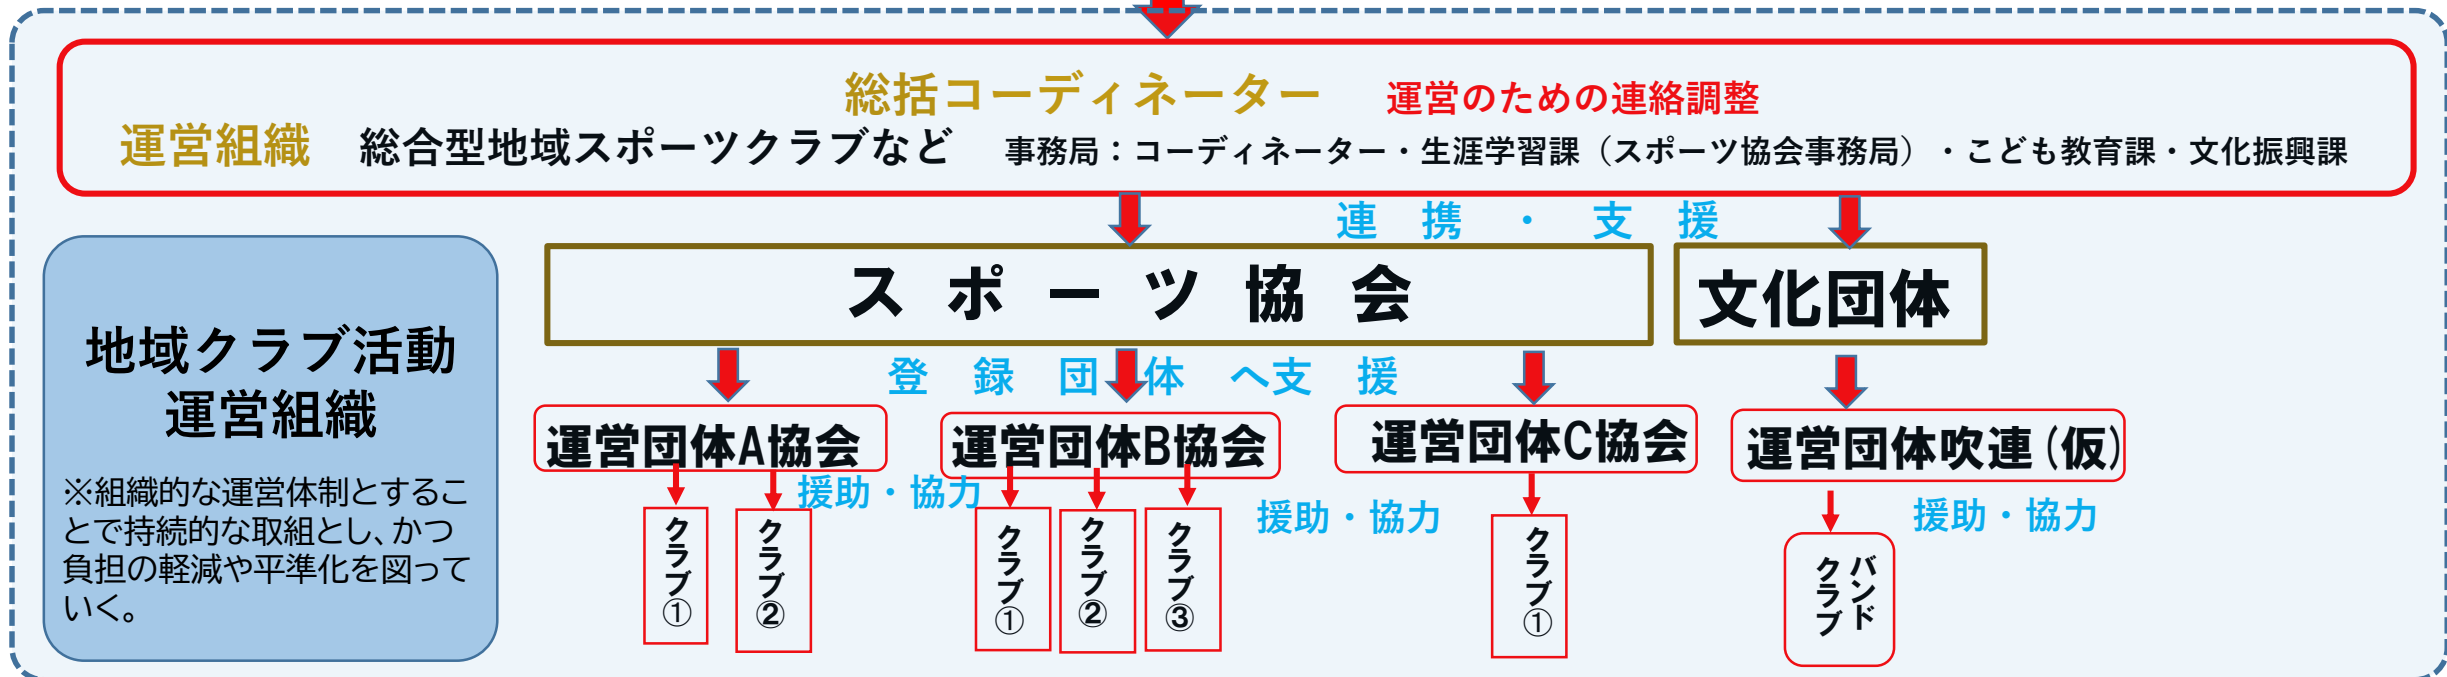 総括コーディネーター 運営のための連絡調整
運営組織 総合型地域スポーツクラブなど 事務局：コーディネーター・生涯学習課（スポーツ協会事務局）・こども教育課・文化振興課
連携・支援
スポーツ協会
文化団体
地域クラブ活動
運営組織
※組織的な運営体制とするこ
とで持続的な取組とし、かつ
負担の軽減や平準化を図って
いく。
登録団体へ支援
運営団体A協会
運営団体B協会
運営団体C協会
運営団体吹連(仮)
援助・協力
援助・協力
援助・協力
クラブ①
クラブ②
クラブ①
クラブ②
クラブ③
クラブ①
バンド
クラブ